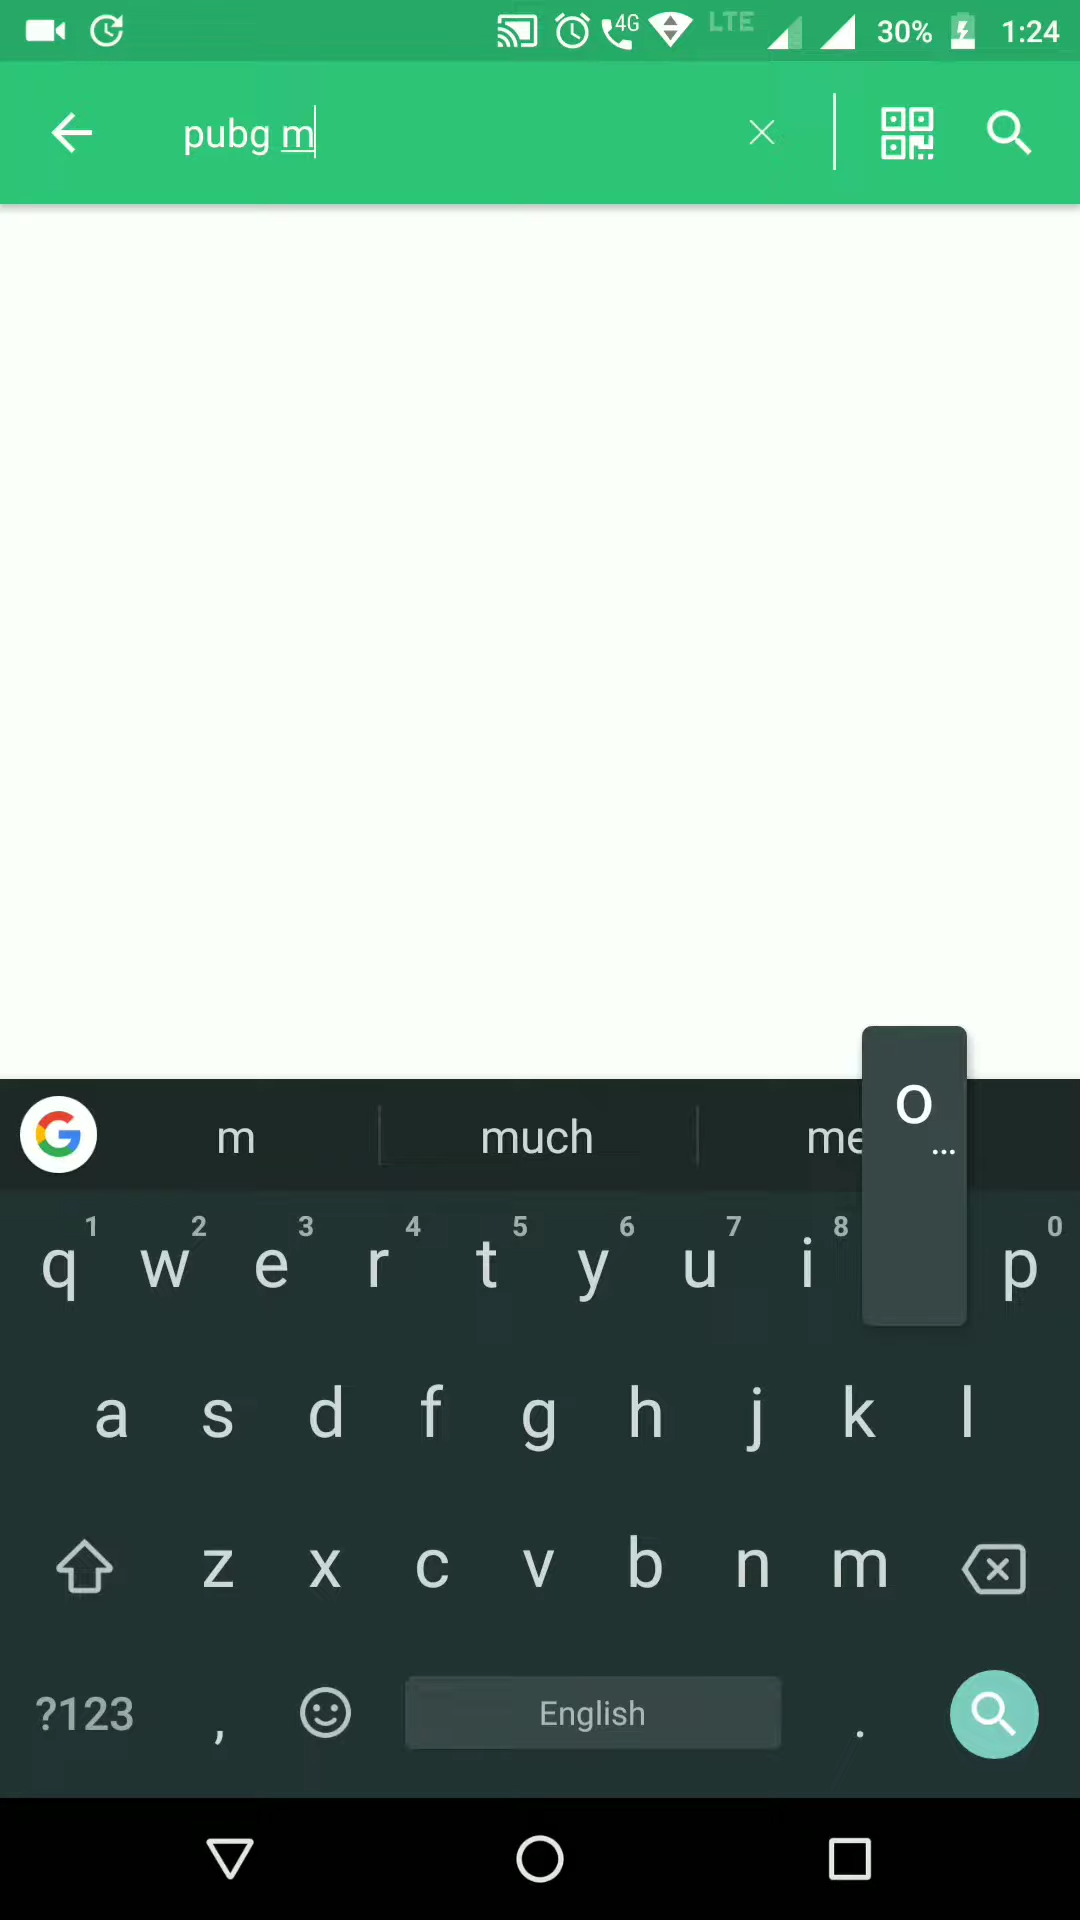 4G LTE 30% 1:24
pubg m
o
...
m much me
1 2 3 4 5 6 7 8 0
q w e r t y u i p
a s d f g h j k l
z x c v b n m
?123 , English .